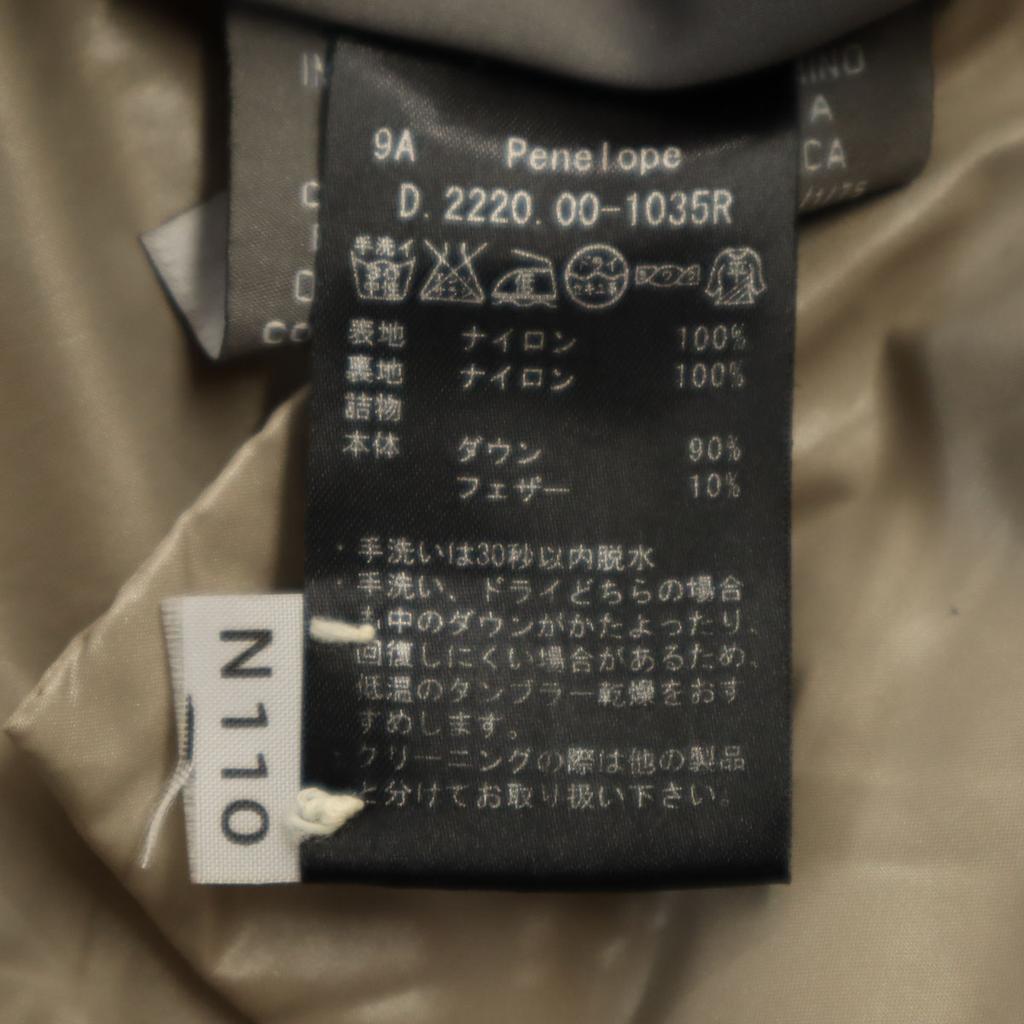 9A Penelope
D. 2220. 00-1035R
手洗イ
表地 ナイロン 100%
裏地 ナイロン 100%
詰物
本体 ダウン 90%
フェザー 10%
・手洗いは30秒以内脱水
・手洗い、ドライどちらの場合
も中のダウンがかたよったり、
回復しにくい場合があるため、
低温のタンブラー乾燥をおす
すめします。
・クリーニングの際は他の製品
と分けてお取り扱い下さい。
N110
CA